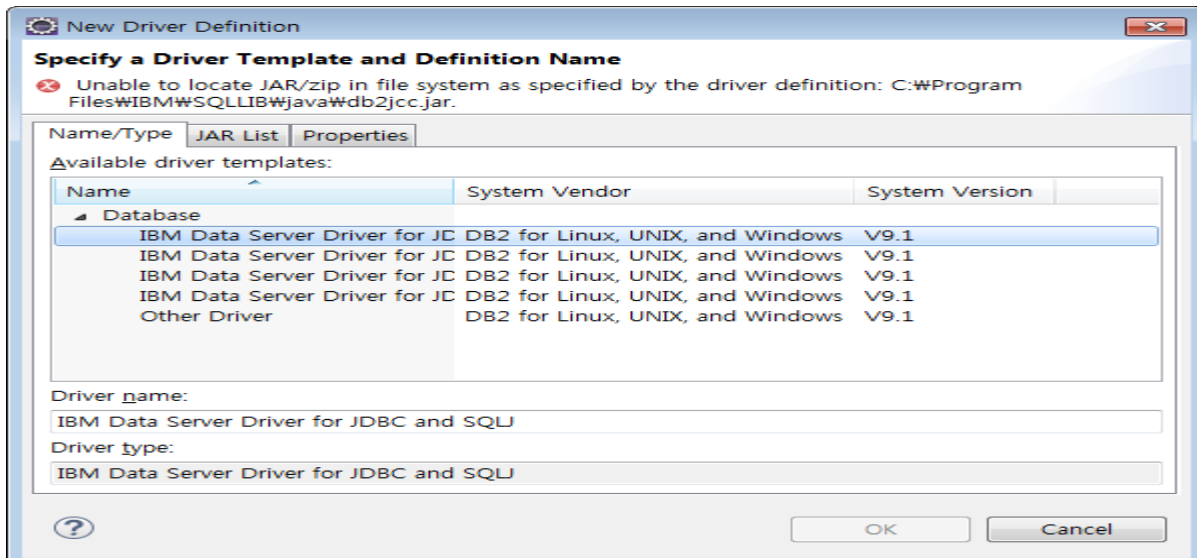 New Driver Definition
Specify a Driver Template and Definition Name
Unable to locate JAR/zip in file system as specified by the driver definition: C:₩Program
Files₩IBM₩SQLLIB₩java₩db2jcc.jar.
Name/Type JAR List Properties
Available driver templates:
Name System Vendor System Version
Database
IBM Data Server Driver for JD DB2 for Linux, UNIX, and Windows V9.1
IBM Data Server Driver for JD DB2 for Linux, UNIX, and Windows V9.1
IBM Data Server Driver for JD DB2 for Linux, UNIX, and Windows V9.1
IBM Data Server Driver for JD DB2 for Linux, UNIX, and Windows V9.1
Other Driver DB2 for Linux, UNIX, and Windows V9.1
Driver name:
IBM Data Server Driver for JDBC and SQLJ
Driver type:
IBM Data Server Driver for JDBC and SQLJ
? OK Cancel